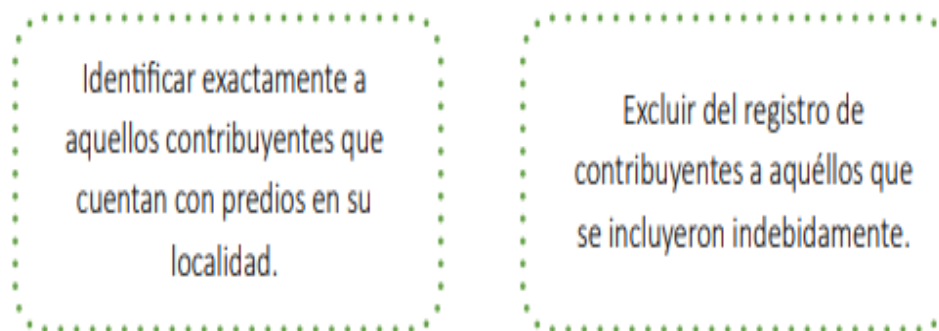 Identificar exactamente a
aquellos contribuyentes que
cuentan con predios en su
localidad.
Excluir del registro de
contribuyentes a aquéllos que
se incluyeron indebidamente.